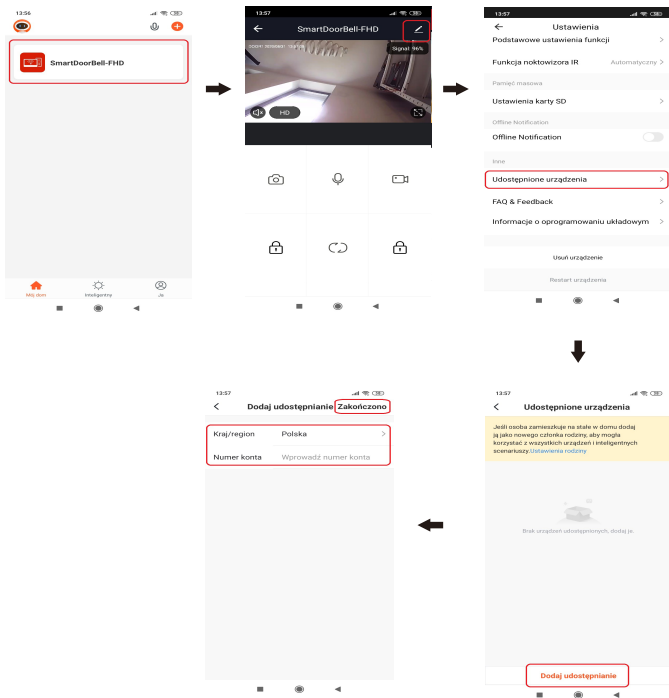 13:56
SmartDoorBell-FHD
Mój dom
Inteligentny
Ja
13:57
SmartDoorBell-FHD
Signal: 96%
HD
13:57
Ustawienia
Podstawowe ustawienia funkcji
Funkcja noktowizora IR Automatyczny
Pamięć masowa
Ustawienia karty SD
Offline Notification
Offline Notification
Inne
Udostępnione urządzenia
FAQ & Feedback
Informacje o oprogramowaniu układowym
Usuń urządzenie
Restart urządzenia
13:57
Udostępnione urządzenia
Jeśli osoba zamieszkuje na stałe w domu dodaj
ją jako nowego członka rodziny, aby mogła
korzystać z wszystkich urządzeń i inteligentnych
scenariuszy.Ustawienia rodziny
Brak urządzeń udostępnionych, dodaj je.
Dodaj udostępnianie
13:57
Dodaj udostępnianie Zakończono
Kraj/region Polska
Numer konta Wprowadź numer konta